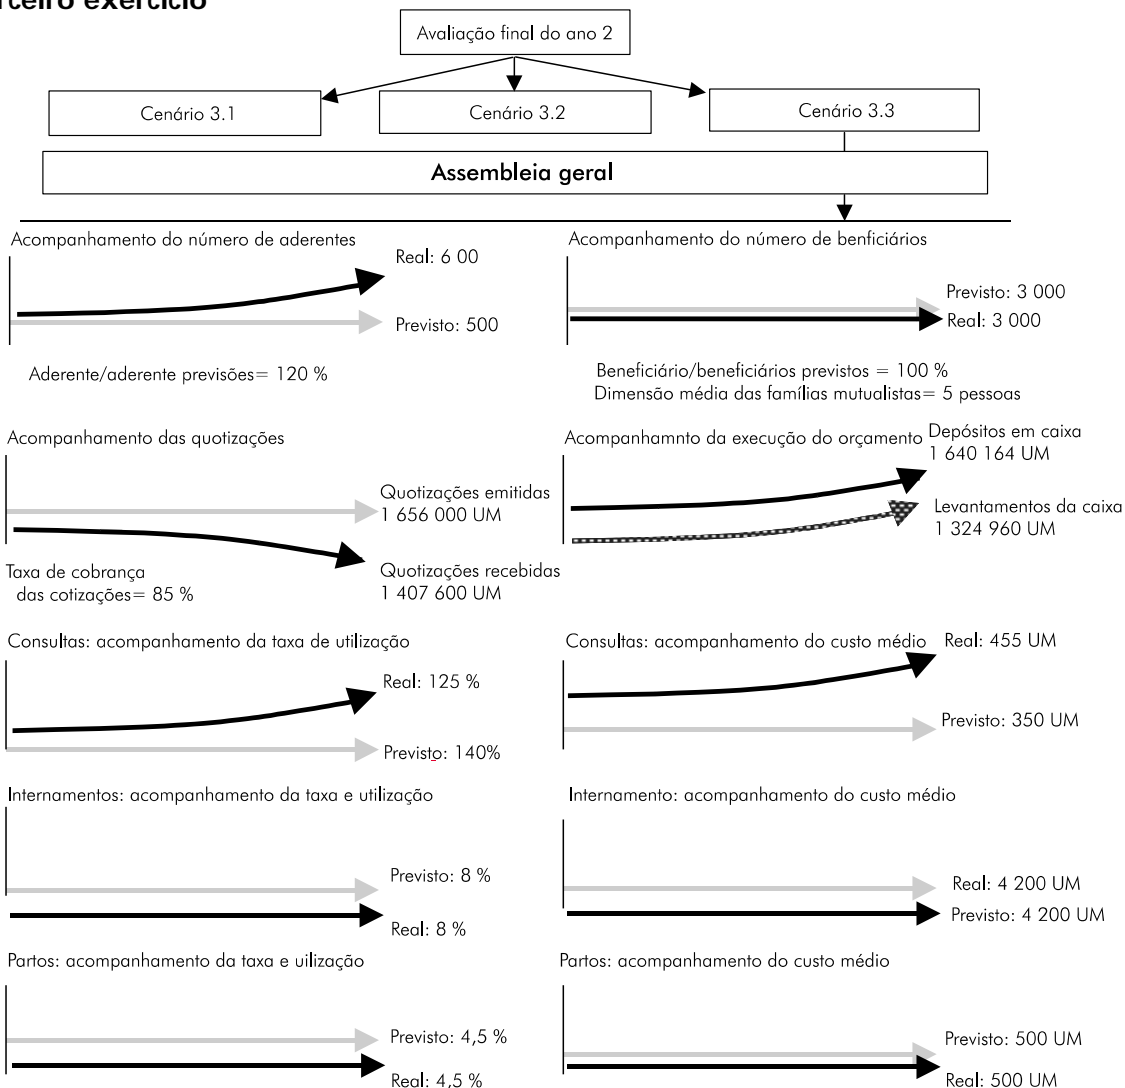 rceiro exercício
Avaliação final do ano 2
Cenário 3.1
Cenário 3.2
Cenário 3.3
Assembleia geral
Acompanhamento do número de aderentes
Real: 6 00
Previsto: 500
Aderente/aderente previsões= 120 %
Acompanhamento do número de benficiários
Previsto: 3 000
Real: 3 000
Beneficiário/beneficiários previstos = 100 %
Dimensão média das famílias mutualistas= 5 pessoas
Acompanhamento das quotizações
Quotizações emitidas
1 656 000 UM
Taxa de cobrança
das cotizações= 85 %
Quotizações recebidas
1 407 600 UM
Acompanhamnto da execução do orçamento
Depósitos em caixa
1 640 164 UM
Levantamentos da caixa
1 324 960 UM
Consultas: acompanhamento da taxa de utilização
Real: 125 %
Previsto: 140%
Consultas: acompanhamento do custo médio
Real: 455 UM
Previsto: 350 UM
Internamentos: acompanhamento da taxa e utilização
Previsto: 8 %
Real: 8 %
Internamento: acompanhamento do custo médio
Real: 4 200 UM
Previsto: 4 200 UM
Partos: acompanhamento da taxa e uilização
Previsto: 4,5 %
Real: 4,5 %
Partos: acompanhamento do custo médio
Previsto: 500 UM
Real: 500 UM